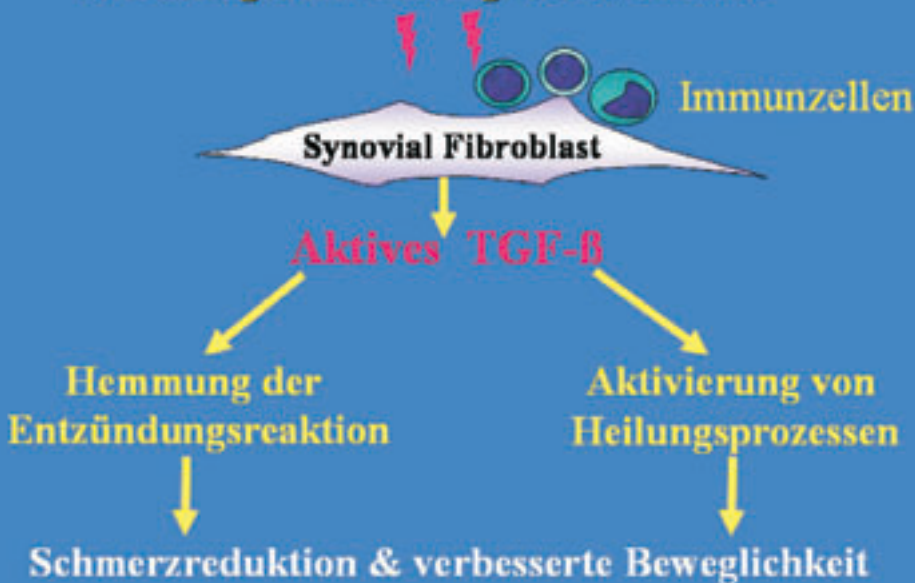 Immunzellen
Synovial Fibroblast
Aktives TGF-ß
Hemmung der
Entzündungsreaktion
Aktivierung von
Heilungsprozessen
Schmerzreduktion & verbesserte Beweglichkeit